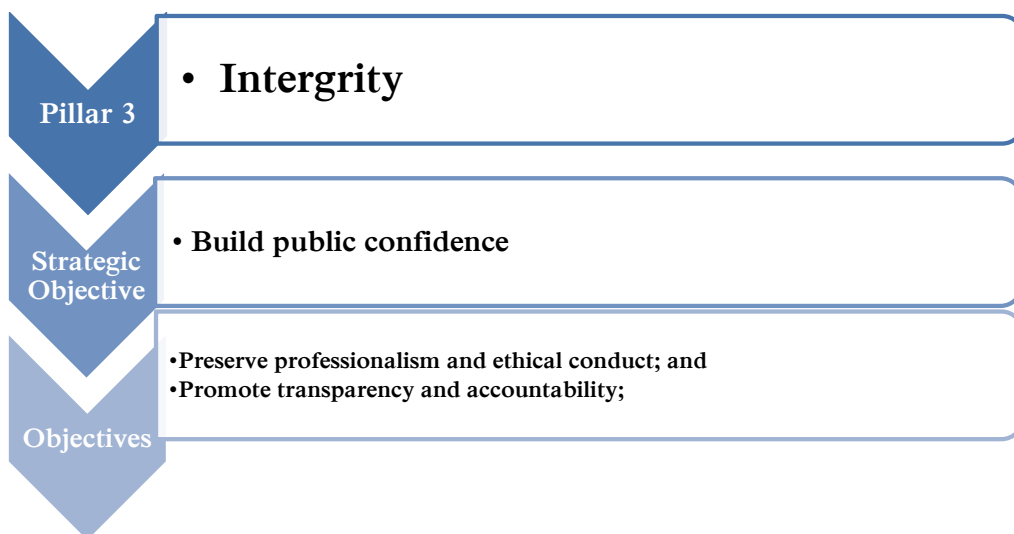 Pillar 3
• Intergrity
Strategic
Objective
• Build public confidence
Objectives
•Preserve professionalism and ethical conduct; and
•Promote transparency and accountability;